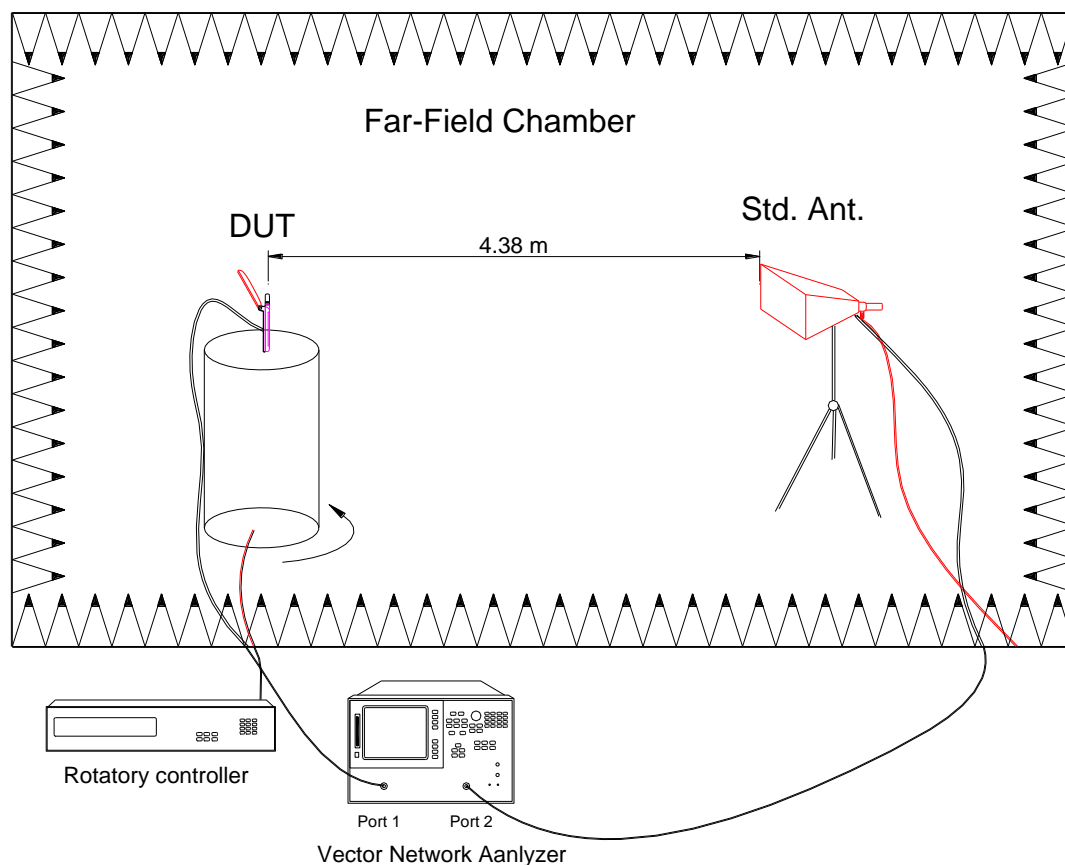 Far-Field Chamber
Std. Ant.
DUT
4.38 m
Rotatory controller
Port 1
Port 2
Vector Network Aanlyzer